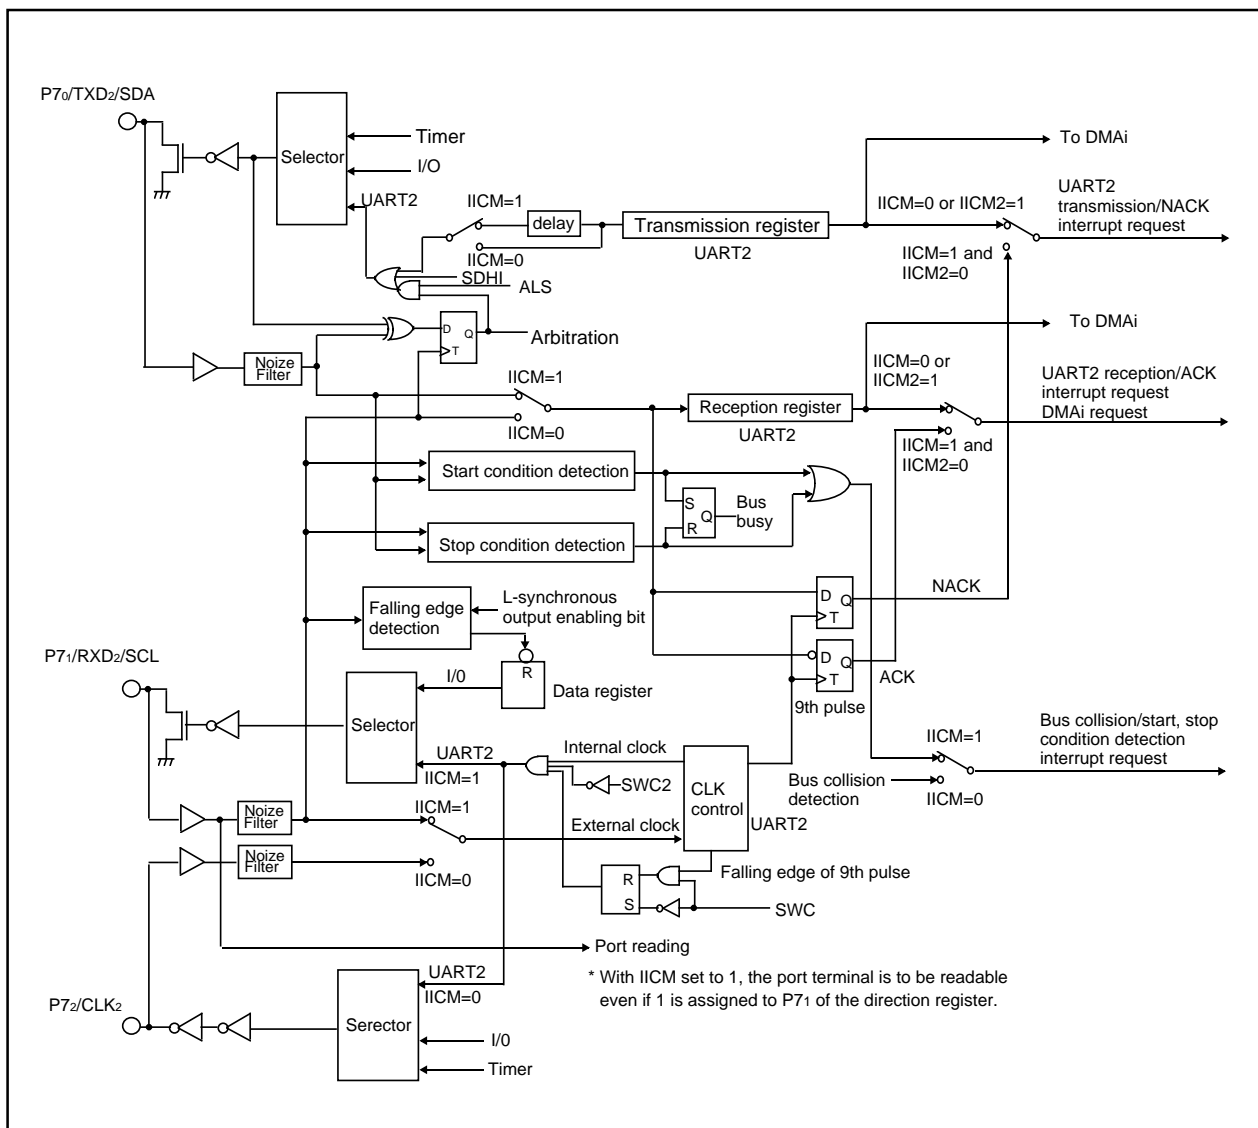 P70/TXD2/SDA
Selector
Timer
I/O
UART2
IICM=1
delay
IICM=0
SDHI
ALS
Transmission register
UART2
To DMAi
IICM=0 or IICM2=1
UART2
transmission/NACK
interrupt request
IICM=1 and
IICM2=0
D
Q
T
Arbitration
Noize
Filter
IICM=1
IICM=0
Reception register
UART2
To DMAi
IICM=0 or
IICM2=1
UART2 reception/ACK
interrupt request
DMAi request
IICM=1 and
IICM2=0
Start condition detection
S
Q
R
Bus
busy
Stop condition detection
Falling edge
detection
L-synchronous
output enabling bit
D
Q
T
NACK
D
Q
T
ACK
9th pulse
P71/RXD2/SCL
R
Data register
I/0
Selector
UART2
IICM=1
Internal clock
SWC2
CLK
control
UART2
Bus collision/start, stop
condition detection
interrupt request
IICM=1
Bus collision
detection
IICM=0
Noize
Filter
IICM=1
External clock
Noize
Filter
IICM=0
R
S
Falling edge of 9th pulse
SWC
Port reading
* With IICM set to 1, the port terminal is to be readable
even if 1 is assigned to P71 of the direction register.
P72/CLK2
Serector
UART2
IICM=0
I/0
Timer